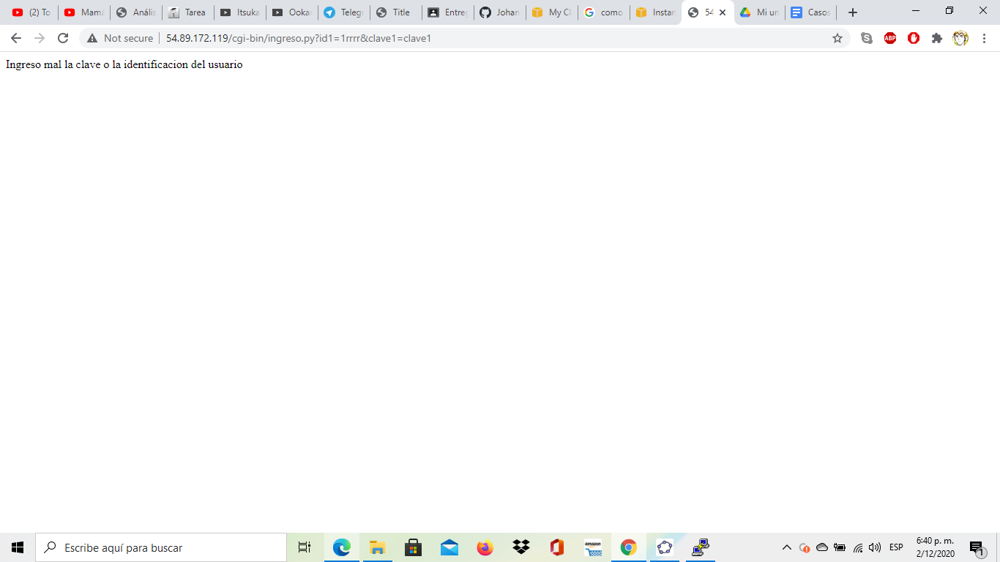 (2) To
Mamá
Anális
Tarea
Itsuka
Ookar
Telegr
Title
Entreg
Johan
My Cl
como
Instan
54
Mi un
Casos
Not secure
54.89.172.119/cgi-bin/ingreso.py?id1=1rrrr&clave1=clave1
ABP
Ingreso mal la clave o la identificacion del usuario
Escribe aquí para buscar
amazon
ESP
6:40 p. m.
2/12/2020
1